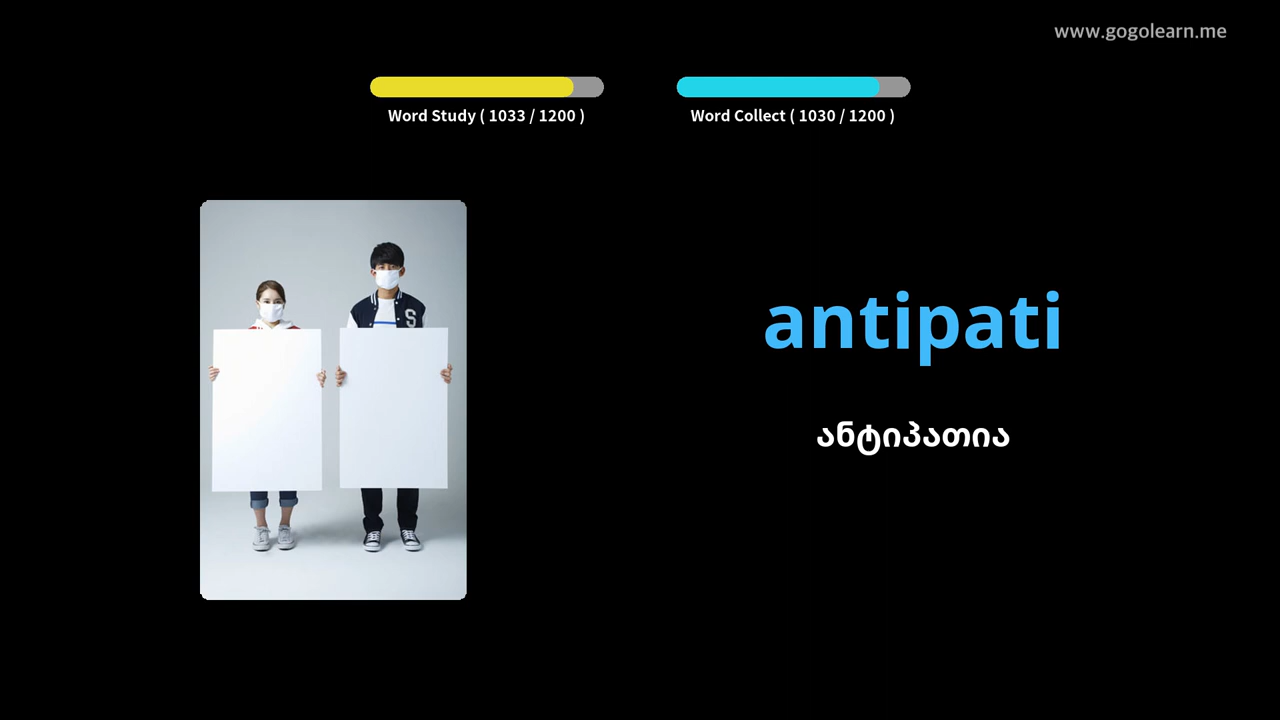 www.gogolearn.me
Word Study ( 1033 / 1200 )
Word Collect ( 1030 / 1200 )
S
antipati
ანტიპათია